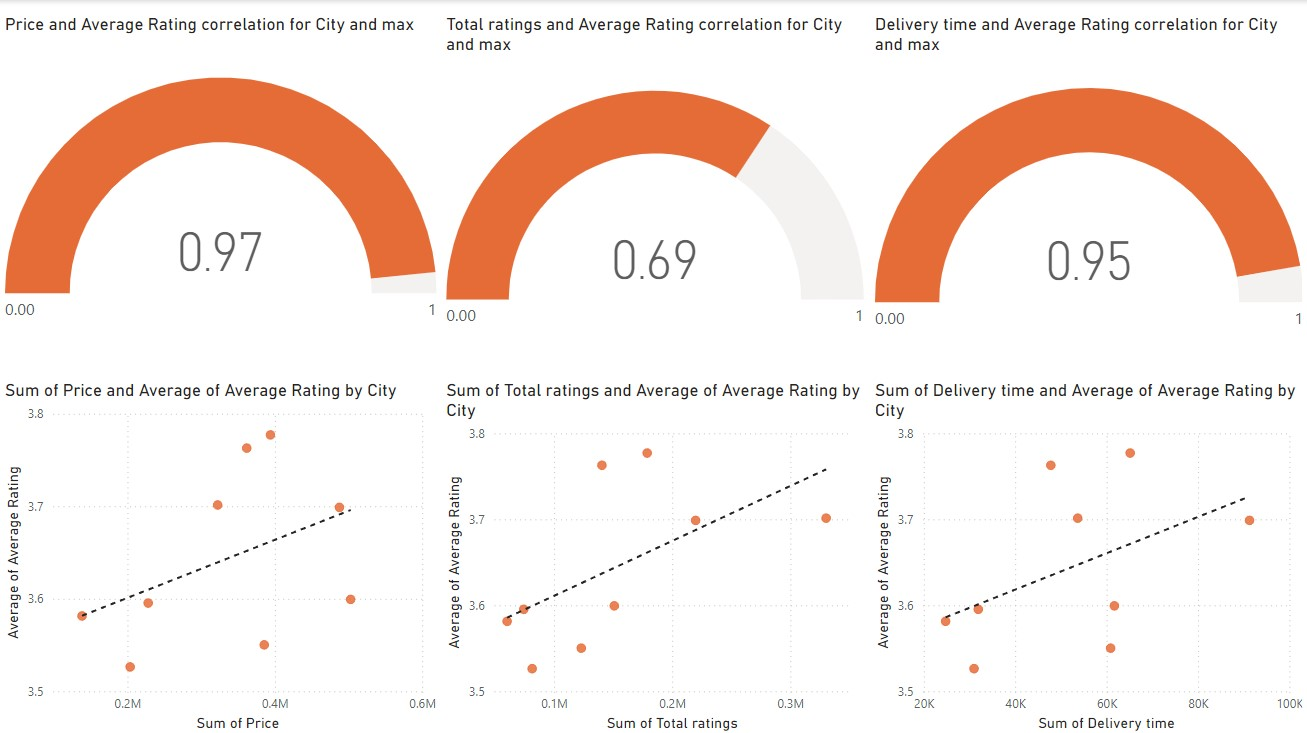 Price and Average Rating correlation for City and max
0.97
0.00
1
Total ratings and Average Rating correlation for City
and max
0.69
0.00
1
Delivery time and Average Rating correlation for City
and max
0.95
0.00
1
Sum of Price and Average of Average Rating by City
Average of Average Rating
3.8
3.7
3.6
3.5
0.2M
0.4M
0.6M
Sum of Price
Sum of Total ratings and Average of Average Rating by
City
Average of Average Rating
3.8
3.7
3.6
3.5
0.1M
0.2M
0.3M
Sum of Total ratings
Sum of Delivery time and Average of Average Rating by
City
Average of Average Rating
3.8
3.7
3.6
3.5
20K
40K
60K
80K
100K
Sum of Delivery time